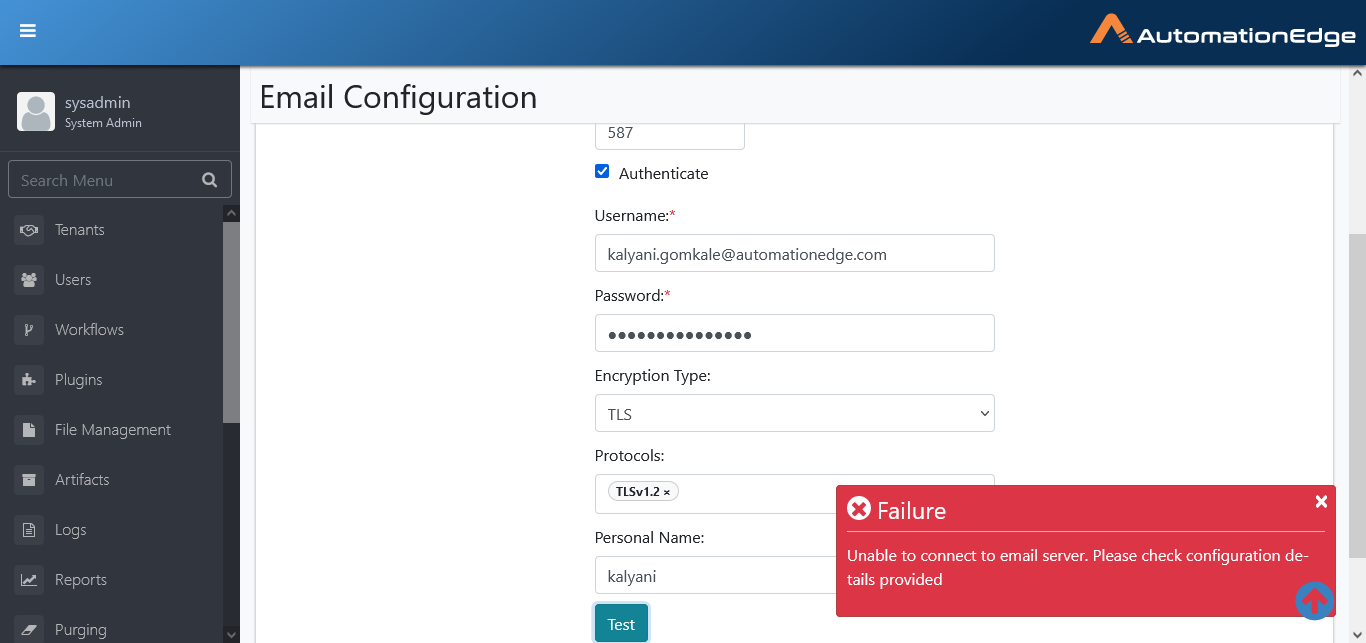 AutomationEdge
sysadmin
System Admin
Search Menu
Tenants
Users
Workflows
Plugins
File Management
Artifacts
Logs
Reports
Purging
Email Configuration
587
Authenticate
Username:*
kalyani.gomkale@automationedge.com
Password:*
•••••••••••••••
Encryption Type:
TLS
Protocols:
TLSv1.2 ×
Personal Name:
kalyani
Test
Failure
Unable to connect to email server. Please check configuration de-
tails provided